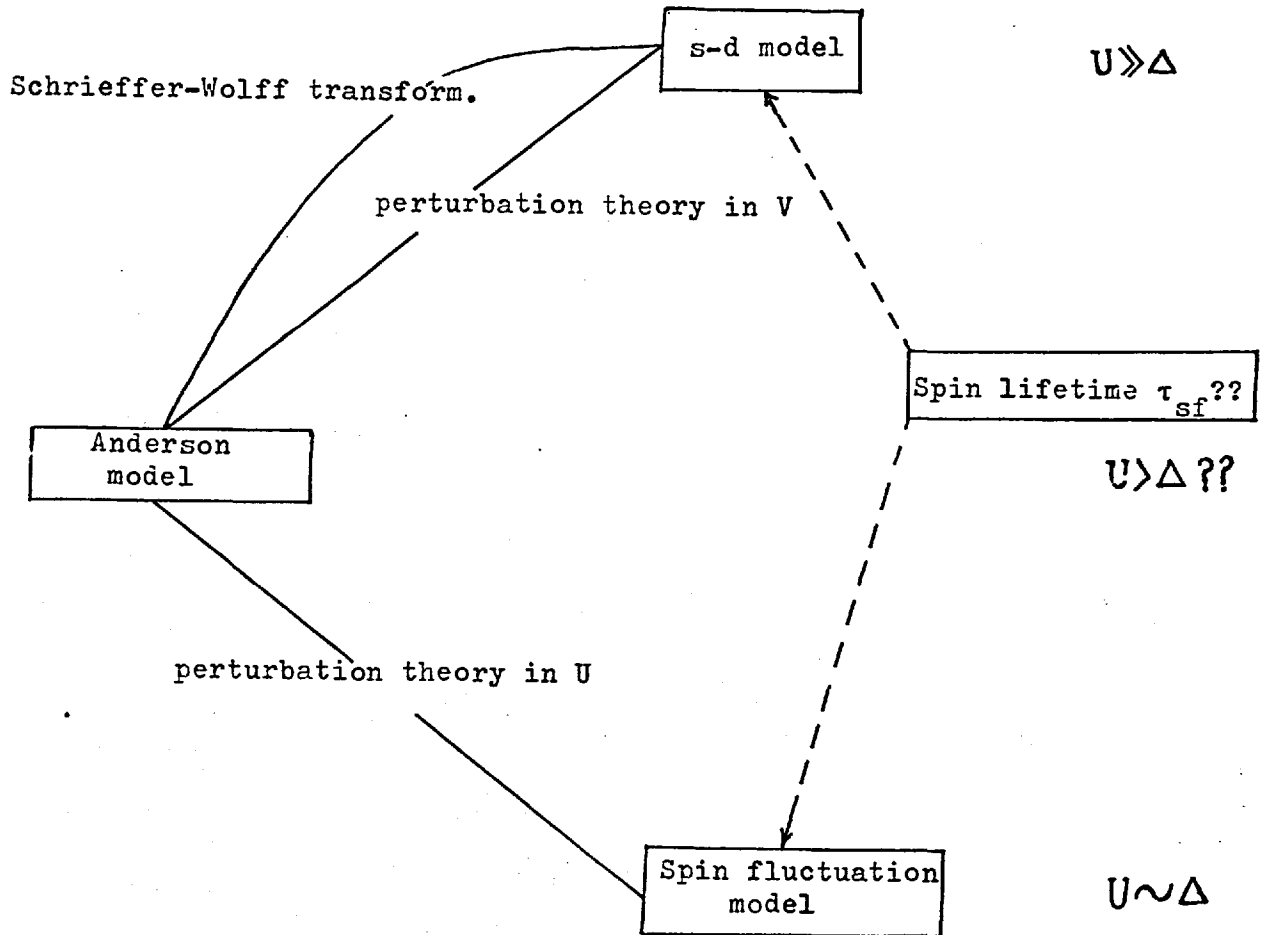 s-d model
U≫Δ
Schrieffer-Wolff transform.
perturbation theory in V
Spin lifetime τsf??
Anderson
model
U>Δ ??
perturbation theory in U
Spin fluctuation
model
U∼Δ